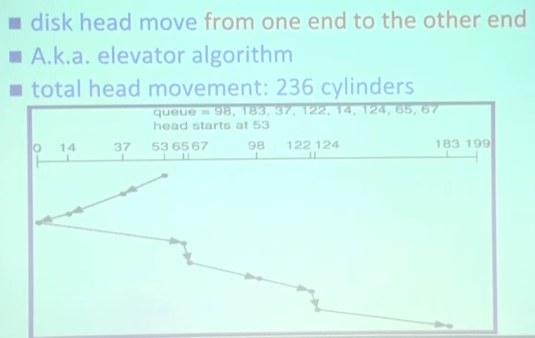 disk head move from one end to the other end
A.k.a. elevator algorithm
total head movement: 236 cylinders
queue = 98, 183, 37, 122, 14, 124, 65, 67
head starts at 53
0 14 37 53 65 67 98 122 124 183 199